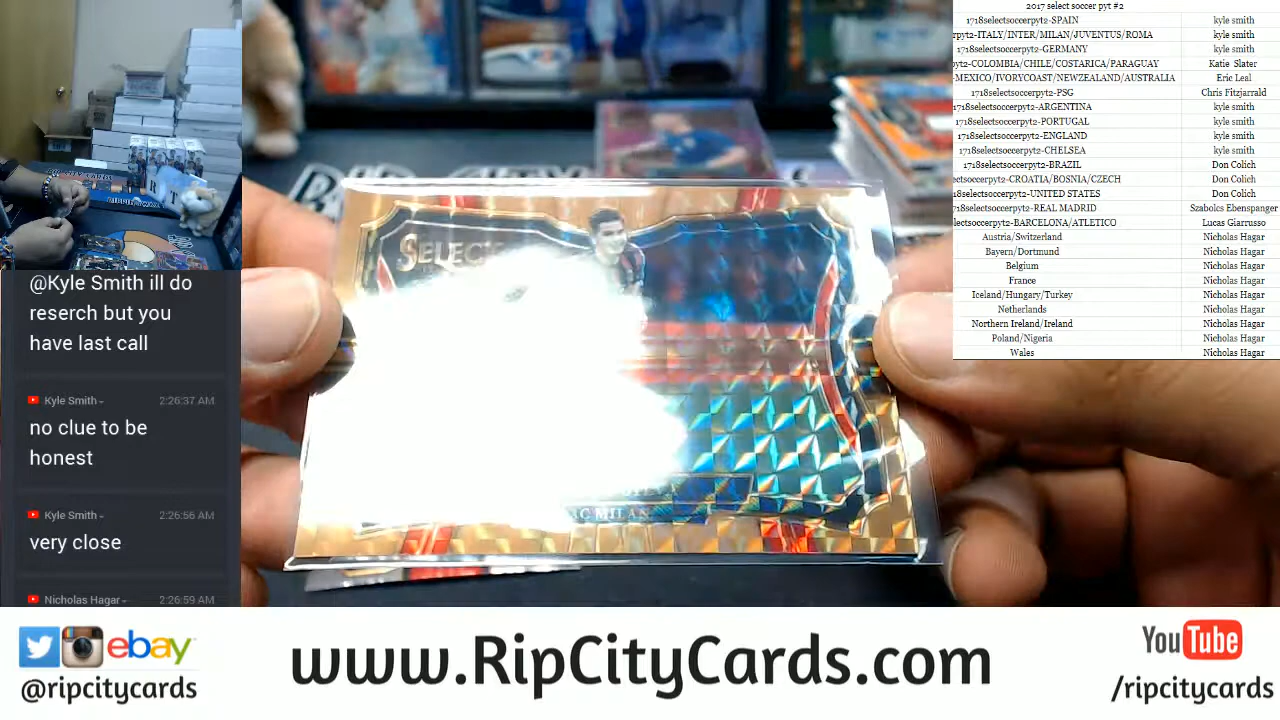 2017 select soccer pyt #2
1718selectsoccerpyt2-SPAIN kyle smith
pyt2-ITALY/INTER/MILAN/JUVENTUS/ROMA kyle smith
1718selectsoccerpyt2-GERMANY kyle smith
pyt2-COLOMBIA/CHILE/COSTARICA/PARAGUAY Katie Slater
-MEXICO/IVORYCOAST/NEWZEALAND/AUSTRALIA Eric Leal
1718selectsoccerpyt2-PSG Chris Fitzjarrald
1718selectsoccerpyt2-ARGENTINA kyle smith
1718selectsoccerpyt2-PORTUGAL kyle smith
1718selectsoccerpyt2-ENGLAND kyle smith
1718selectsoccerpyt2-CHELSEA kyle smith
1718selectsoccerpyt2-BRAZIL Don Colich
ectsoccerpyt2-CROATIA/BOSNIA/CZECH Don Colich
18selectsoccerpyt2-UNITED STATES Don Colich
718selectsoccerpyt2-REAL MADRID Szabolcs Ebenspanger
lectsoccerpyt2-BARCELONA/ATLETICO Lucas Giarrusso
Austria/Switzerland Nicholas Hagar
Bayern/Dortmund Nicholas Hagar
Belgium Nicholas Hagar
France Nicholas Hagar
Iceland/Hungary/Turkey Nicholas Hagar
Netherlands Nicholas Hagar
Northern Ireland/Ireland Nicholas Hagar
Poland/Nigeria Nicholas Hagar
Wales Nicholas Hagar
SELECT
AC MILAN
@Kyle Smith ill do
reserch but you
have last call
Kyle Smith 2:26:37 AM
no clue to be
honest
Kyle Smith 2:26:56 AM
very close
Nicholas Hagar 2:26:59 AM
ebay
@ripcitycards
www.RipCityCards.com
YouTube
/ripcitycards